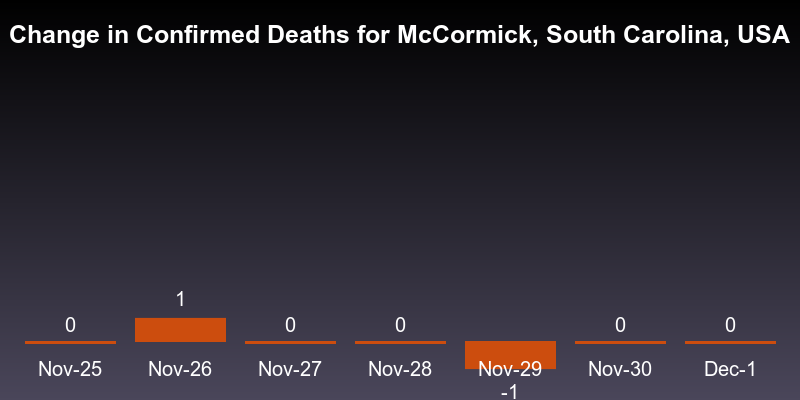 Change in Confirmed Deaths for McCormick, South Carolina, USA
1
0 0 0 0 0
Nov-25 Nov-26 Nov-27 Nov-28 Nov-29 Nov-30 Dec-1
-1